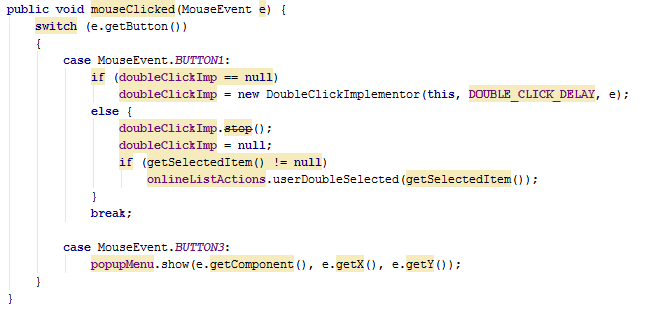 public void mouseClicked(MouseEvent e) {
    switch (e.getButton())
    {
        case MouseEvent.BUTTON1:
            if (doubleClickImp == null)
                doubleClickImp = new DoubleClickImplementor(this, DOUBLE_CLICK_DELAY, e);
            else {
                doubleClickImp.stop();
                doubleClickImp = null;
                if (getSelectedItem() != null)
                    onlineListActions.userDoubleSelected(getSelectedItem());
            }
            break;

        case MouseEvent.BUTTON3:
            popupMenu.show(e.getComponent(), e.getX(), e.getY());
    }
}